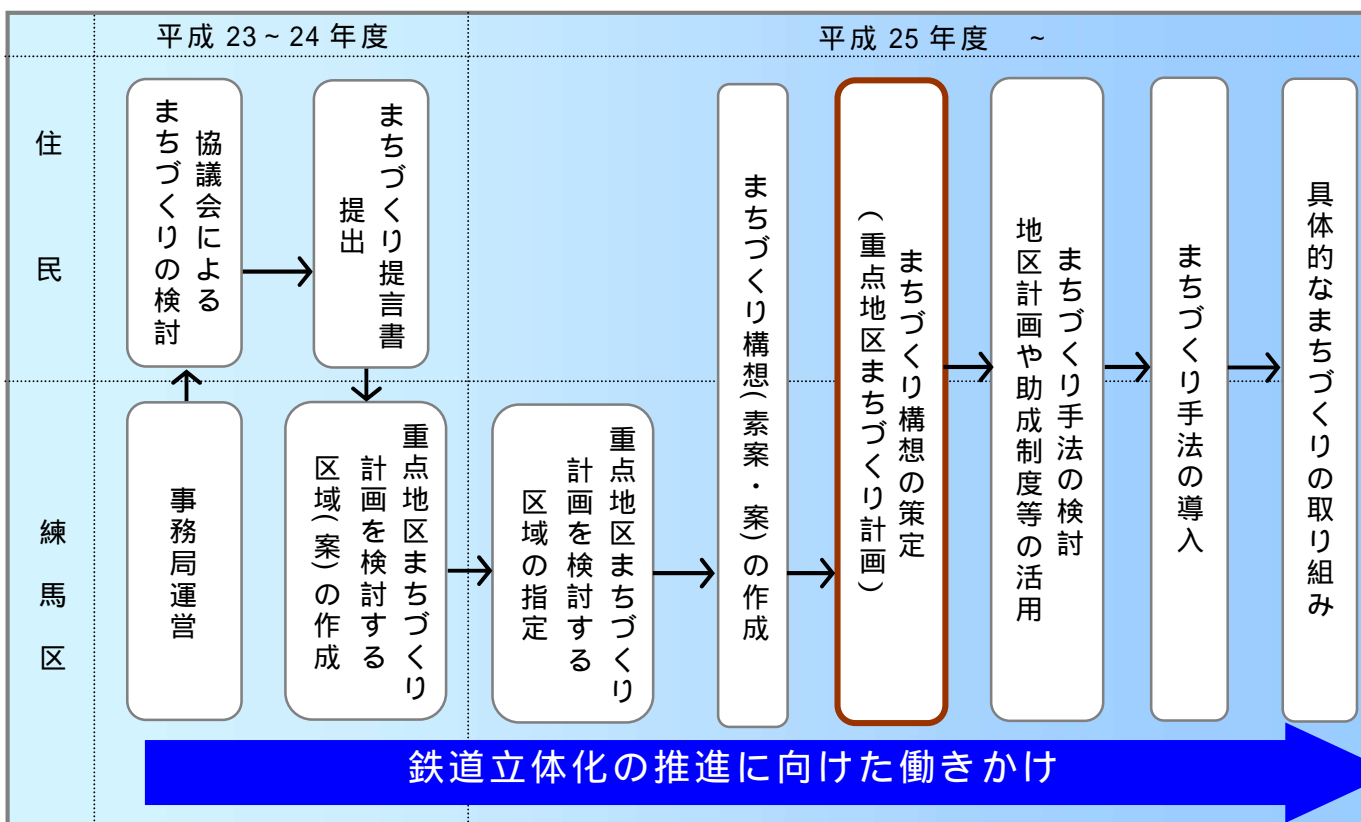 平成 23~24 年度
平成 25 年度　~
住民
協議会による
まちづくりの検討
まちづくり提言書
提出
まちづくり構想(素案・案)の作成
まちづくり構想の策定
(重点地区まちづくり計画)
まちづくり手法の検討
地区計画や助成制度等の活用
まちづくり手法の導入
具体的なまちづくりの取り組み
練馬区
事務局運営
重点地区まちづくり
計画を検討する
区域(案)の作成
重点地区まちづくり
計画を検討する
区域の指定
鉄道立体化の推進に向けた働きかけ